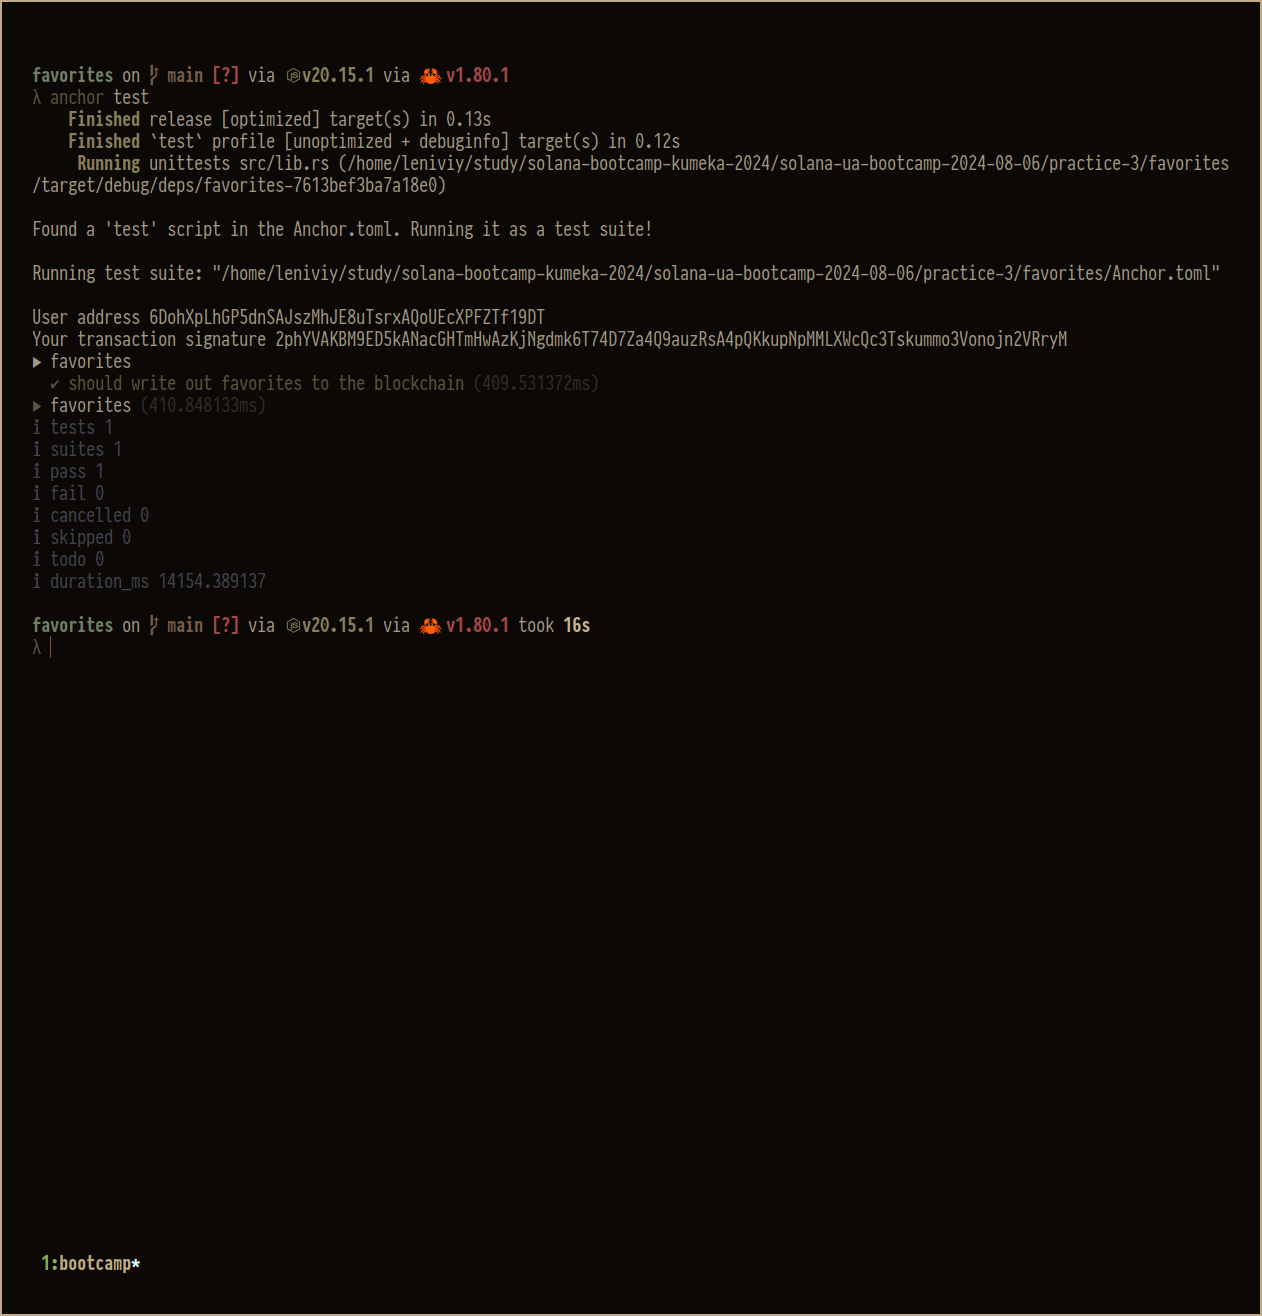 favorites on main [?] via v20.15.1 via 🦀 v1.80.1
λ anchor test
Finished release [optimized] target(s) in 0.13s
Finished `test` profile [unoptimized + debuginfo] target(s) in 0.12s
Running unittests src/lib.rs (/home/leniviy/study/solana-bootcamp-kumeka-2024/solana-ua-bootcamp-2024-08-06/practice-3/favorites
/target/debug/deps/favorites-7613bef3ba7a18e0)
Found a 'test' script in the Anchor.toml. Running it as a test suite!
Running test suite: "/home/leniviy/study/solana-bootcamp-kumeka-2024/solana-ua-bootcamp-2024-08-06/practice-3/favorites/Anchor.toml"
User address 6DohXpLhGP5dnSAJszMhJE8uTsrxAQoUEcXPFZTf19DT
Your transaction signature 2phYVAKBM9ED5kANacGHTmHwAzKjNgdmk6T74D7Za4Q9auzRsA4pQKkupNpMMLXWcQc3Tskummo3Vonojn2VRryM
▶ favorites
✔ should write out favorites to the blockchain (409.531372ms)
▶ favorites (410.848133ms)
ℹ tests 1
ℹ suites 1
ℹ pass 1
ℹ fail 0
ℹ cancelled 0
ℹ skipped 0
ℹ todo 0
ℹ duration_ms 14154.389137
favorites on main [?] via v20.15.1 via 🦀 v1.80.1 took 16s
λ
1:bootcamp*